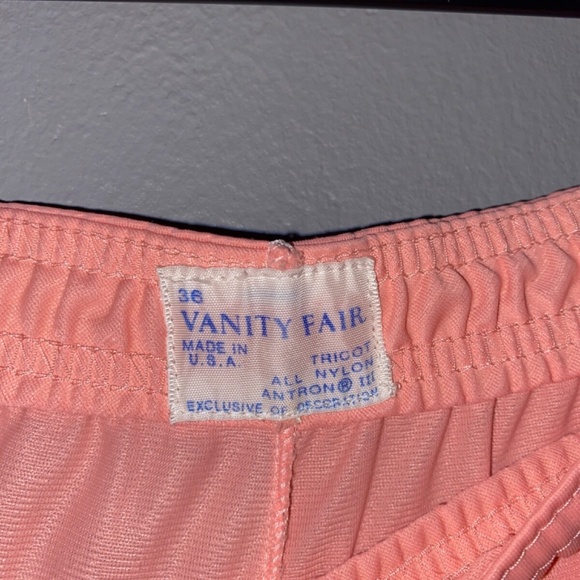 36
VANITY FAIR
MADE IN
U.S.A.
TRICOT
ALL NYLON
ANTRON® III
EXCLUSIVE OF DECORATION